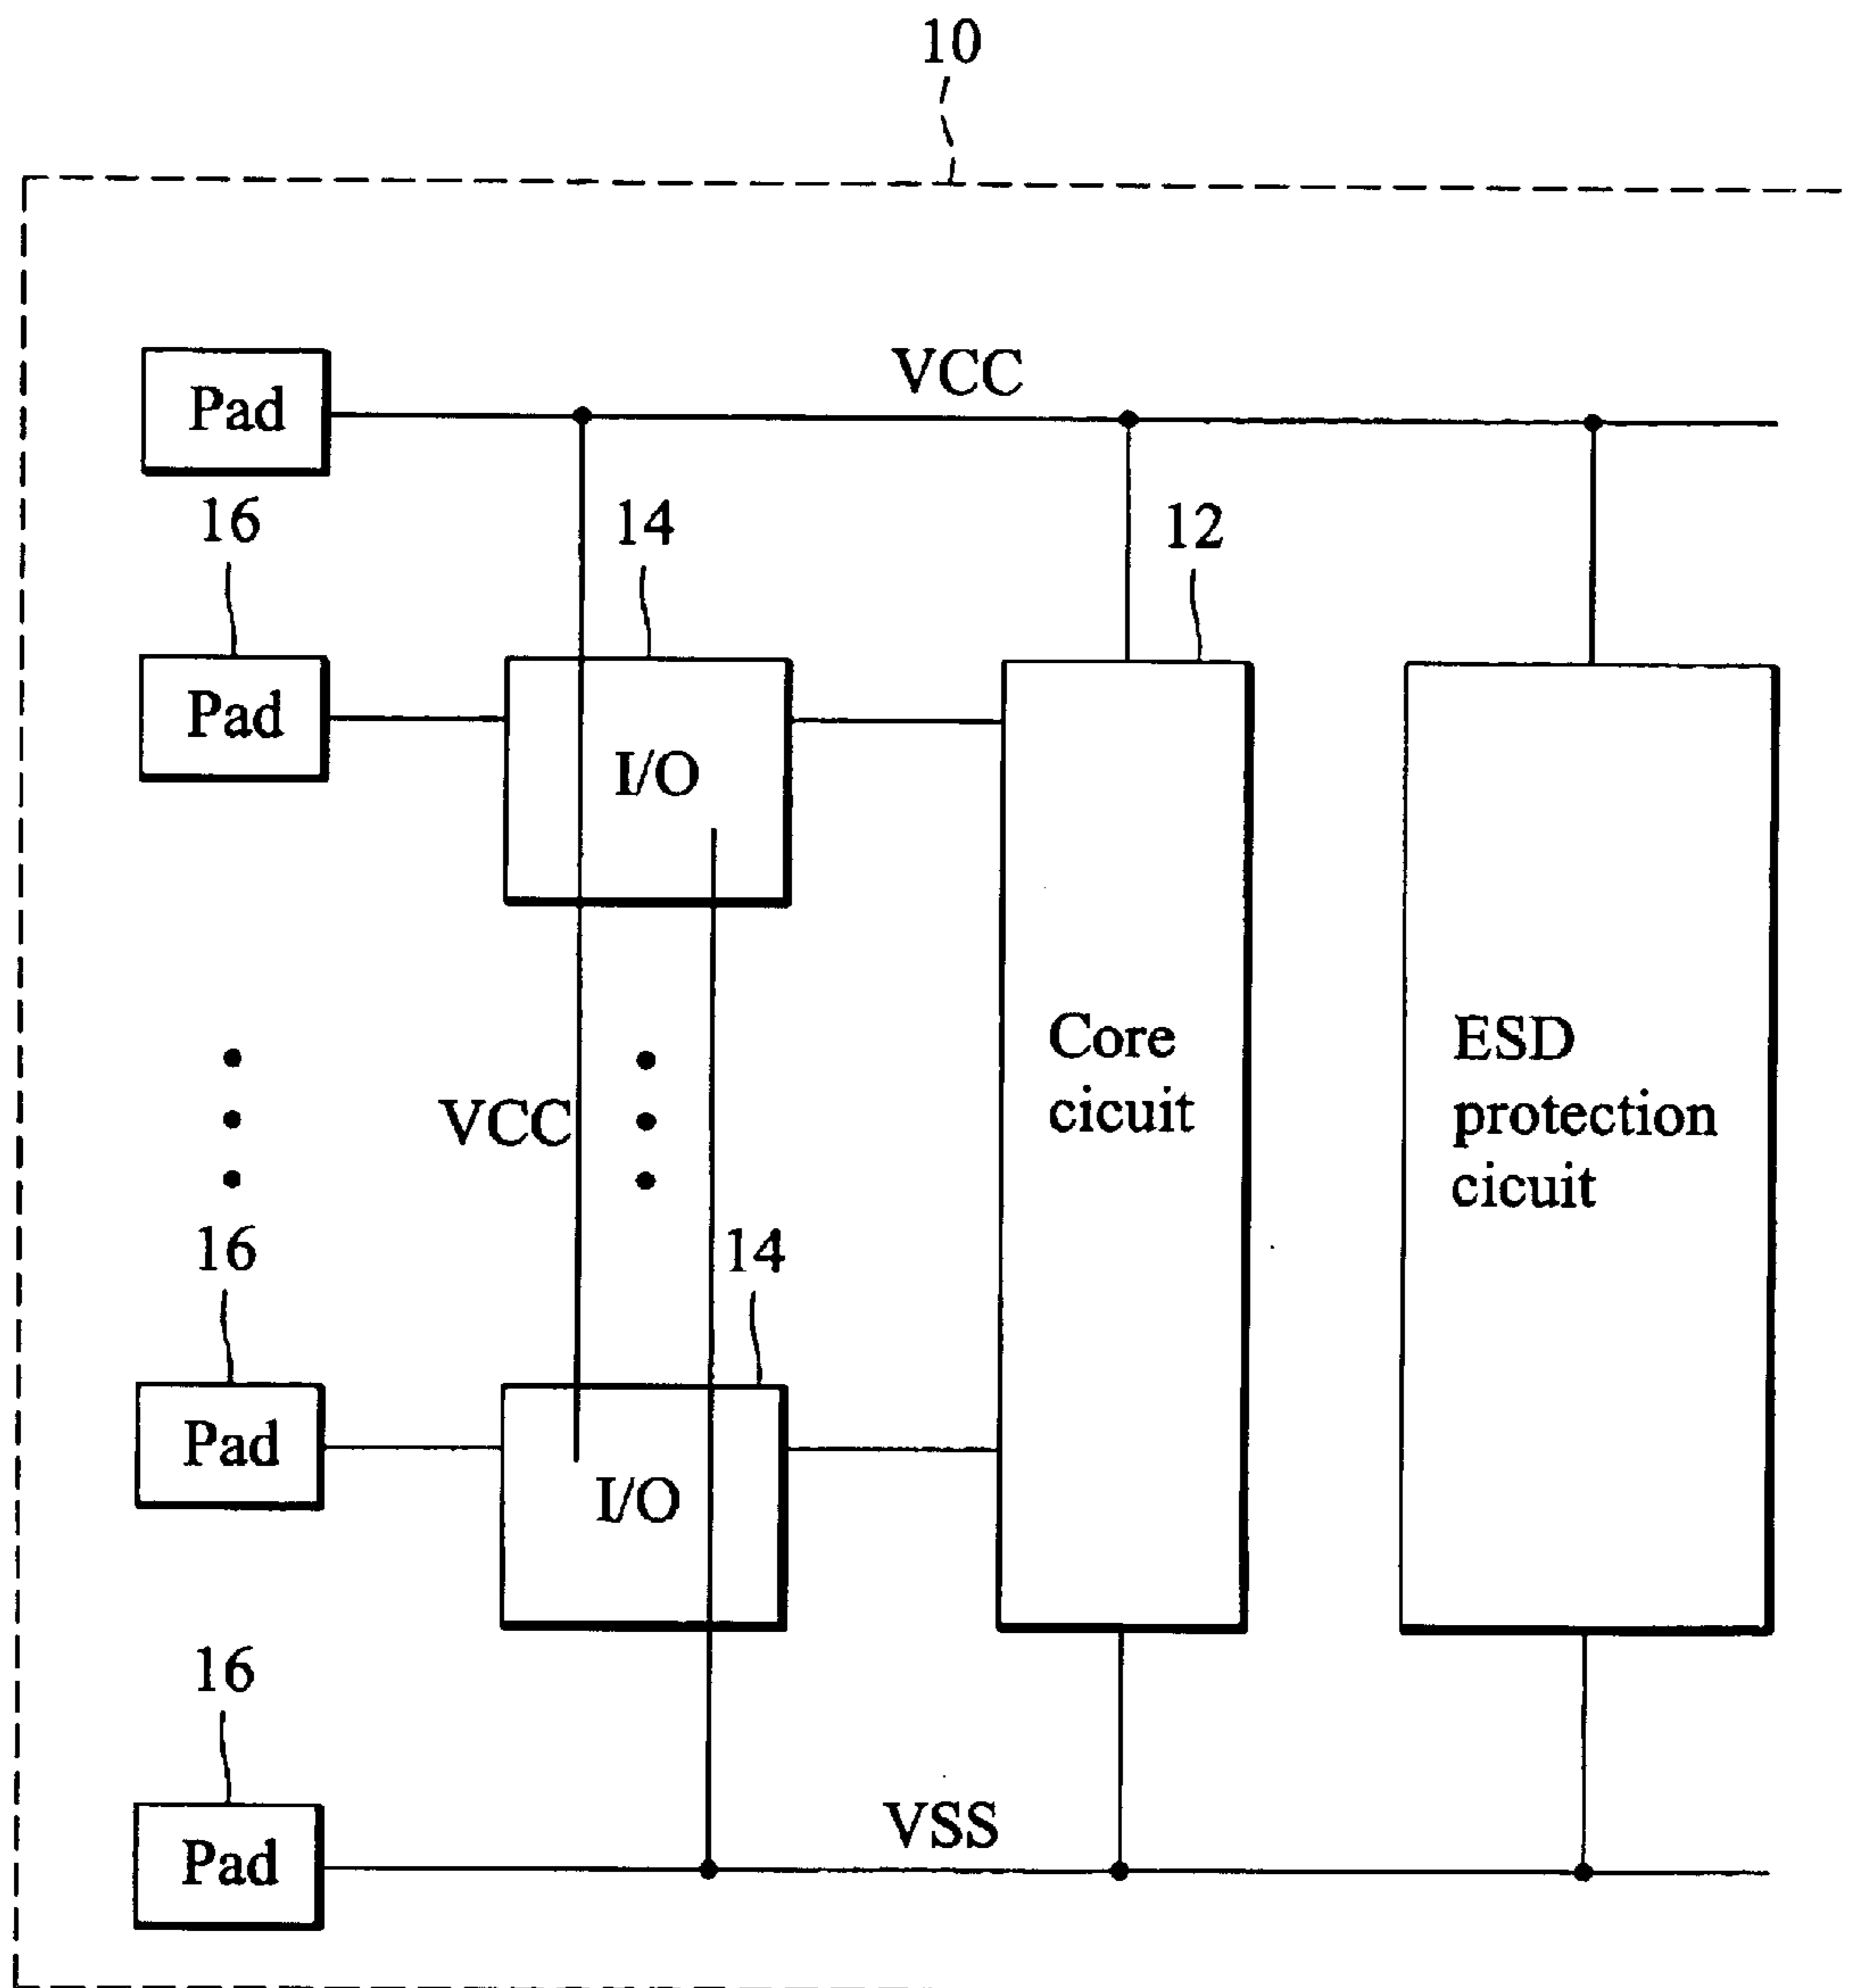 10
VCC
Pad
16
14
12
Pad
I/O
Core
cicuit
ESD
protection
cicuit
VCC
16
14
Pad
I/O
16
VSS
Pad